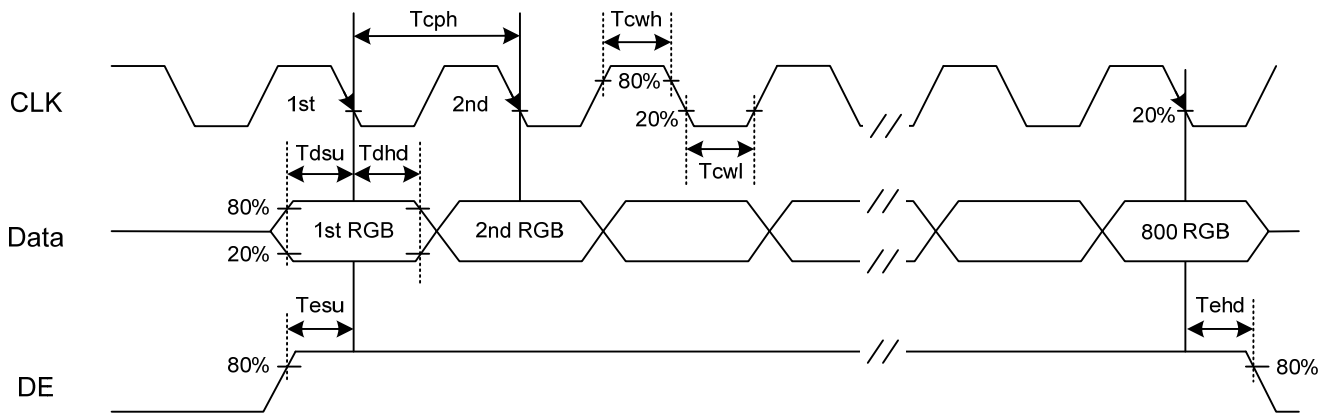 Tcph
Tcwh
CLK
1st
2nd
80%
20%
20%
Tdsu
Tdhd
Tcwl
Data
80%
20%
1st RGB
2nd RGB
800 RGB
Tesu
Tehd
DE
80%
80%